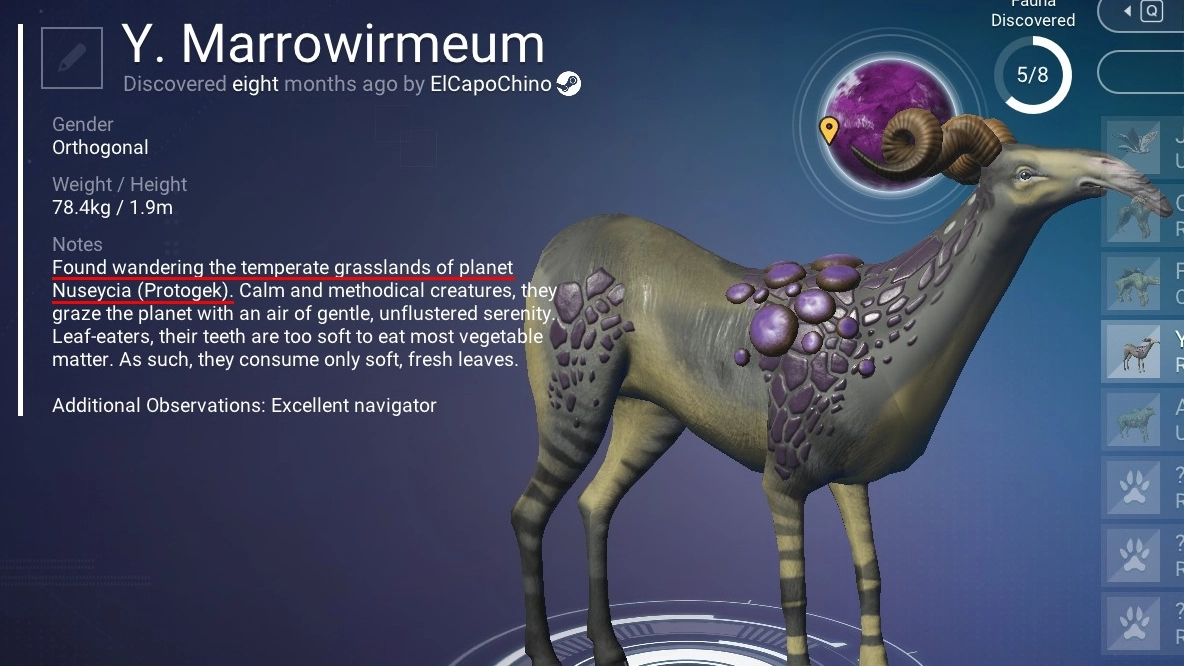 Y. Marrowirmeum
Discovered eight months ago by ElCapoChino
Fauna
Discovered
5/8
Q
Gender
Orthogonal
Weight / Height
78.4kg / 1.9m
Notes
Found wandering the temperate grasslands of planet
Nuseycia (Protogek). Calm and methodical creatures, they
graze the planet with an air of gentle, unflustered serenity.
Leaf-eaters, their teeth are too soft to eat most vegetable
matter. As such, they consume only soft, fresh leaves.
Additional Observations: Excellent navigator